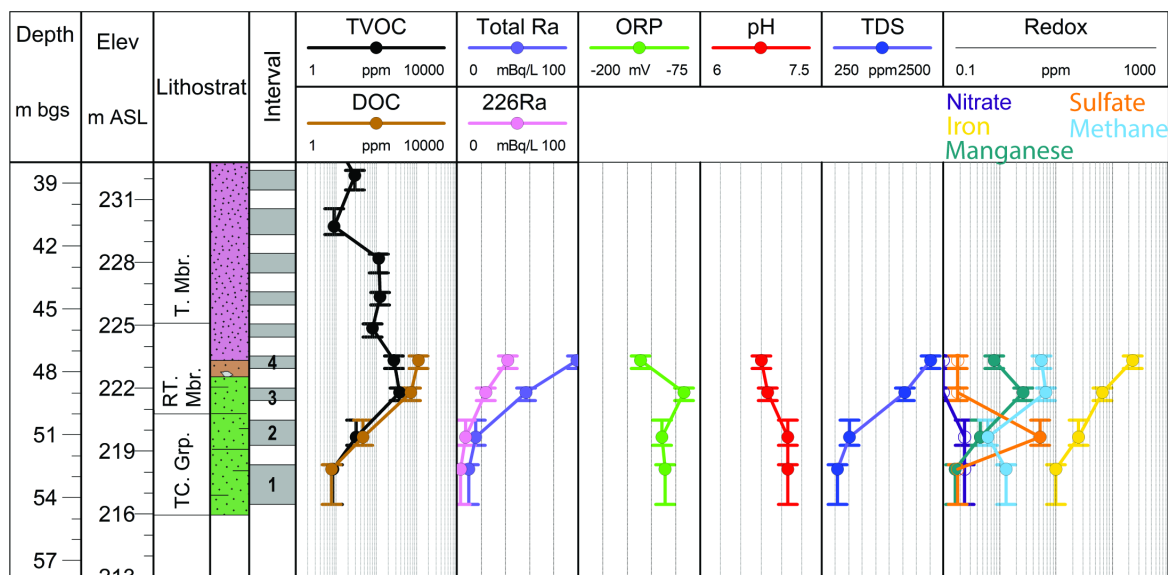 Depth
m bgs
Elev
m ASL
Lithostrat
Interval
TVOC
1 ppm 10000
DOC
1 ppm 10000
Total Ra
0 mBq/L 100
226Ra
0 mBq/L 100
ORP
-200 mV -75
pH
6 7.5
TDS
250 ppm2500
Redox
0.1 ppm 1000
Nitrate
Sulfate
Iron
Methane
Manganese
39
42
45
48
51
54
57
231
228
225
222
219
216
213
T. Mbr.
RT.
Mbr.
TC. Grp.
4
3
2
1